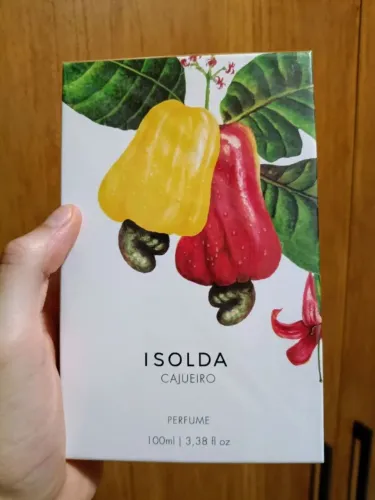 ISOLDA
CAJUEIRO
PERFUME
100ml | 3,38 fl oz